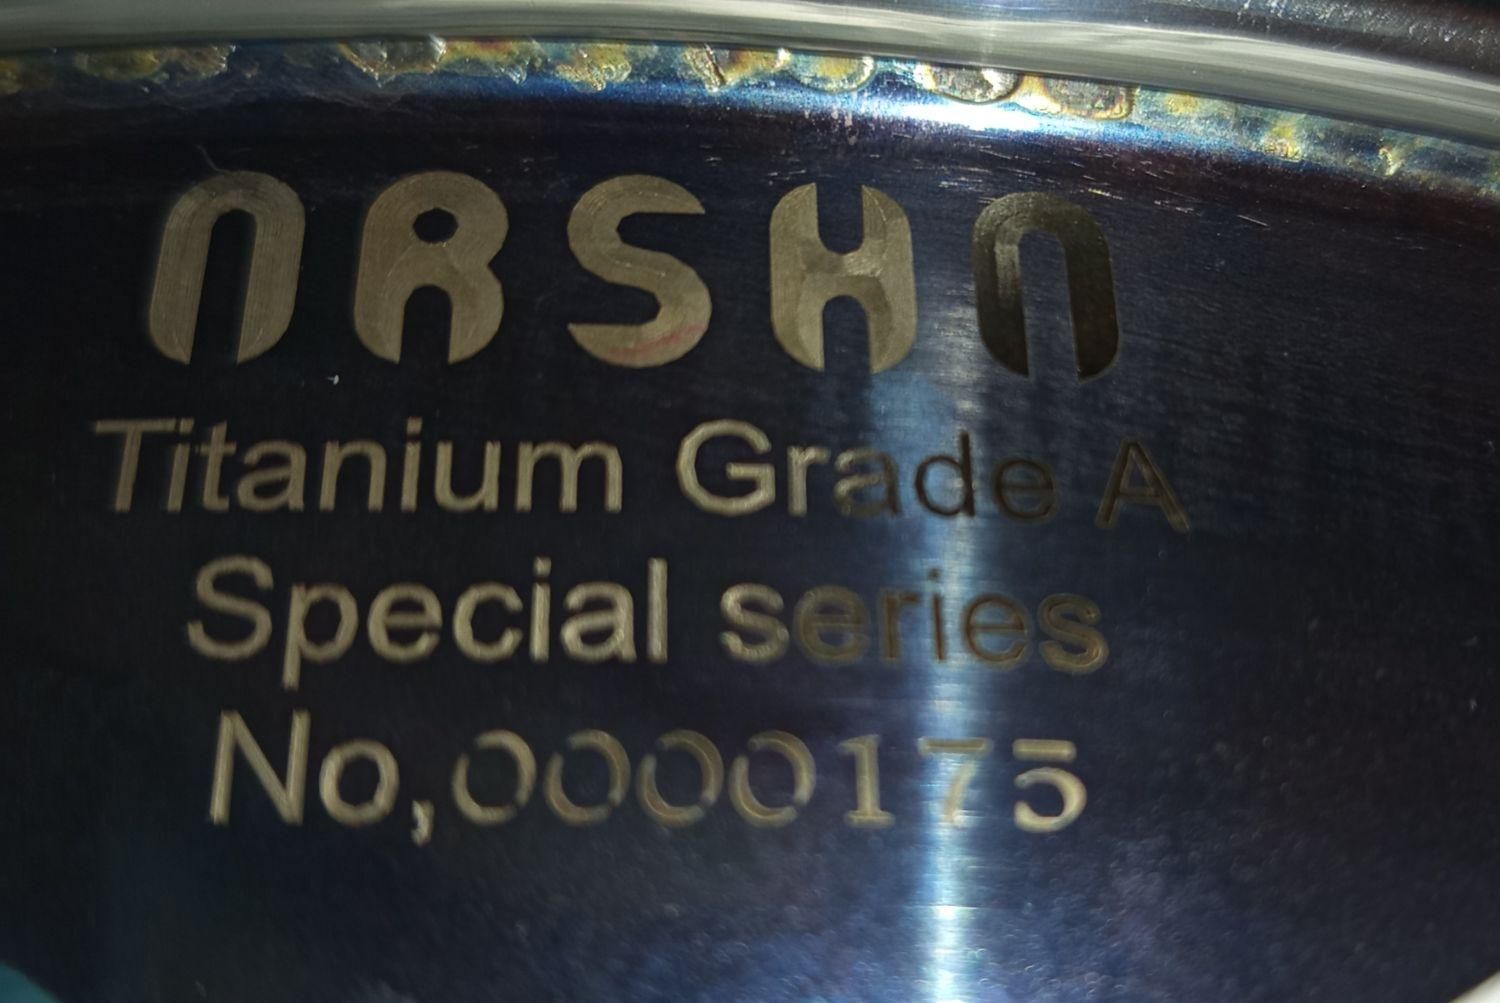 ARSHA
Titanium Grade A
Special series
No,0000175